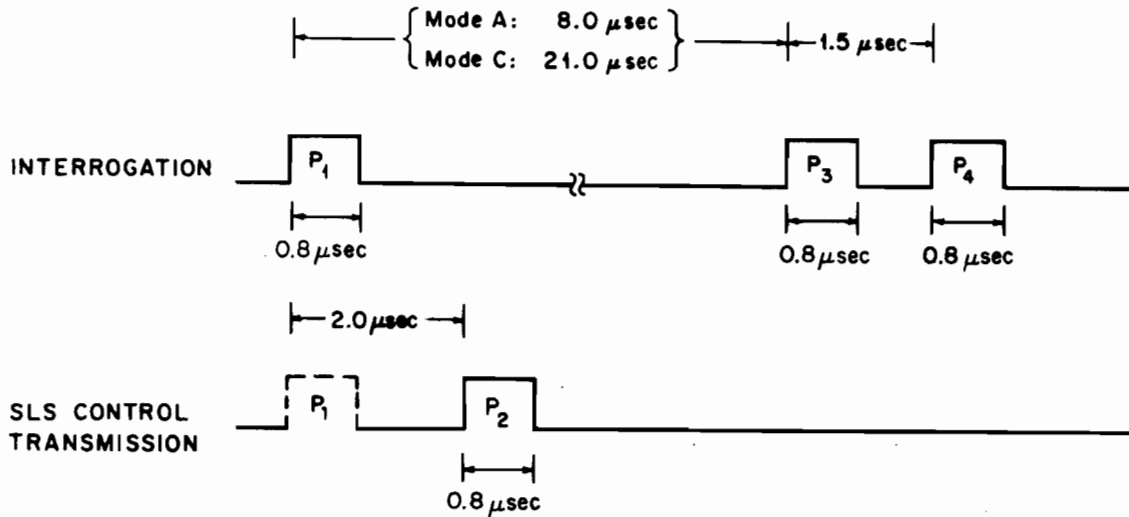 Mode A: 8.0 μsec
Mode C: 21.0 μsec
1.5 μsec
INTERROGATION
P1
P3
P4
0.8 μsec
0.8 μsec
0.8 μsec
2.0 μsec
SLS CONTROL
TRANSMISSION
P1
P2
0.8 μsec